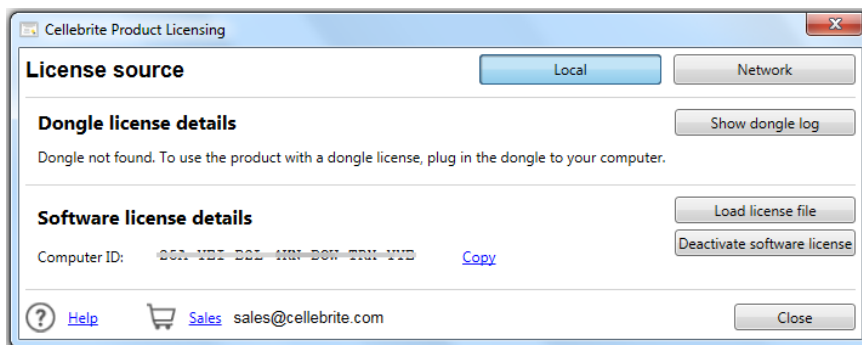 Cellebrite Product Licensing
License source
Local
Network
Dongle license details
Show dongle log
Dongle not found. To use the product with a dongle license, plug in the dongle to your computer.
Software license details
Load license file
Computer ID:
Copy
Deactivate software license
? Help
Sales sales@cellebrite.com
Close